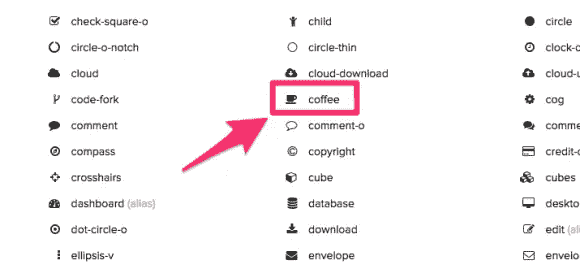 check-square-o child circle
circle-o-notch circle-thin clock-o
cloud cloud-download cloud-u
code-fork coffee cog
comment comment-o comme
compass copyright credit-c
crosshairs cube cubes
dashboard (alias) database deskto
dot-circle-o download edit (ali
ellipsis-v envelope envelo